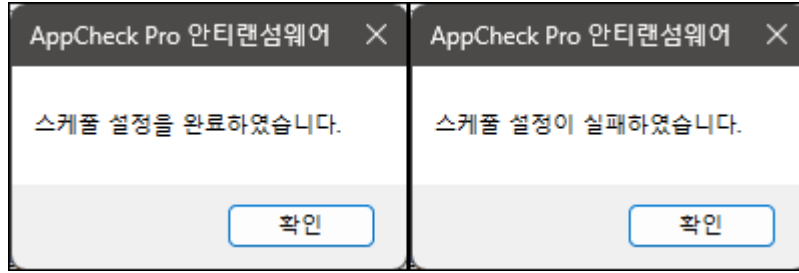 AppCheck Pro 안티랜섬웨어
스케줄 설정을 완료하였습니다.
확인
AppCheck Pro 안티랜섬웨어
스케줄 설정이 실패하였습니다.
확인